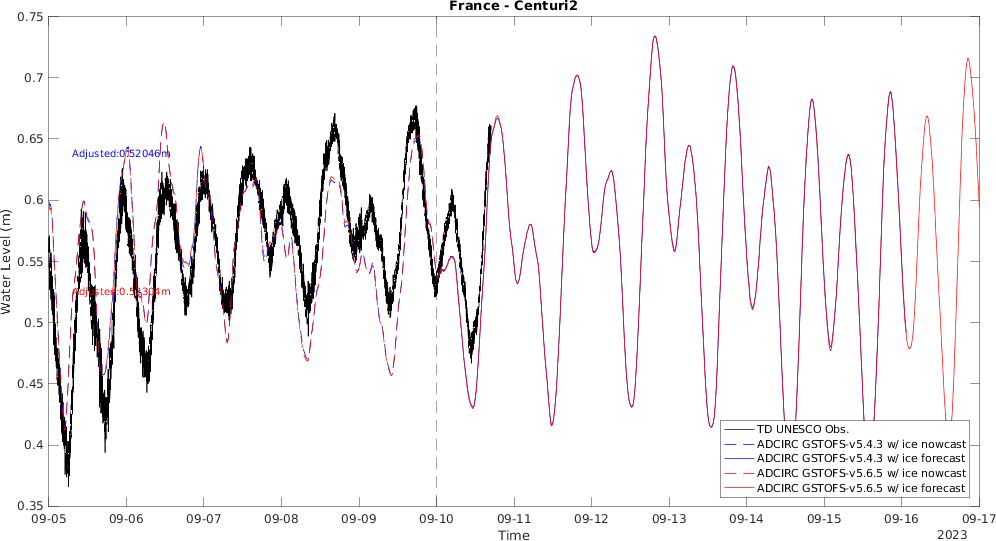 France - Centuri2
0.75
0.7
0.65
0.6
0.55
0.5
0.45
0.4
0.35
Water Level (m)
Adjusted:0.52046m
TD UNESCO Obs.
ADCIRC GSTOFS-v5.4.3 w/ ice nowcast
ADCIRC GSTOFS-v5.4.3 w/ ice forecast
ADCIRC GSTOFS-v5.6.5 w/ ice nowcast
ADCIRC GSTOFS-v5.6.5 w/ ice forecast
09-05
09-06
09-07
09-08
09-09
09-10
09-11
09-12
09-13
09-14
09-15
09-16
09-17
Time
2023